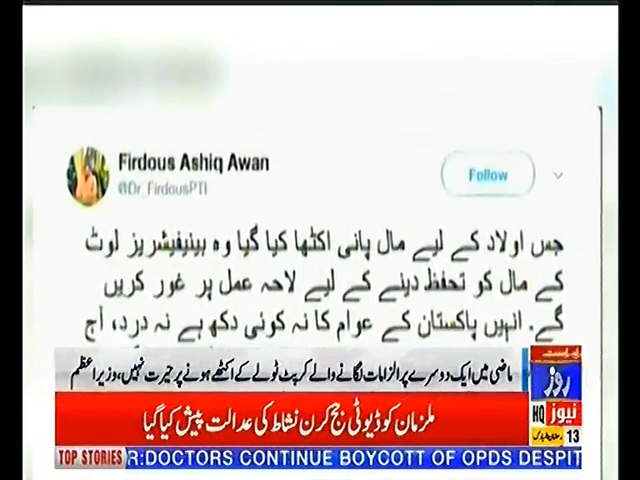 Firdous Ashiq Awan
@Dr_FirdousPTI
Follow
جس اولاد کے لیے مال پانی اکٹھا کیا گیا وہ بینیفیشریز لوٹ
کے مال کو تحفظ دینے کے لیے لاحہ عمل پر غور کریں
گے. انہیں پاکستان کے عوام کا نہ کوئی دکھ ہے نہ درد، آج
ماضی میں ایک دوسرے پر الزامات لگانے والے کرپٹ ٹولے کے اکٹھے ہونے پر حیرت نہیں، وزیراعظم
روز
نیوز HQ
ملزمان کو ڈیوٹی جج کرن نشاط کی عدالت پیش کیا گیا
13
TOP STORIES R:DOCTORS CONTINUE BOYCOTT OF OPDS DESPIT